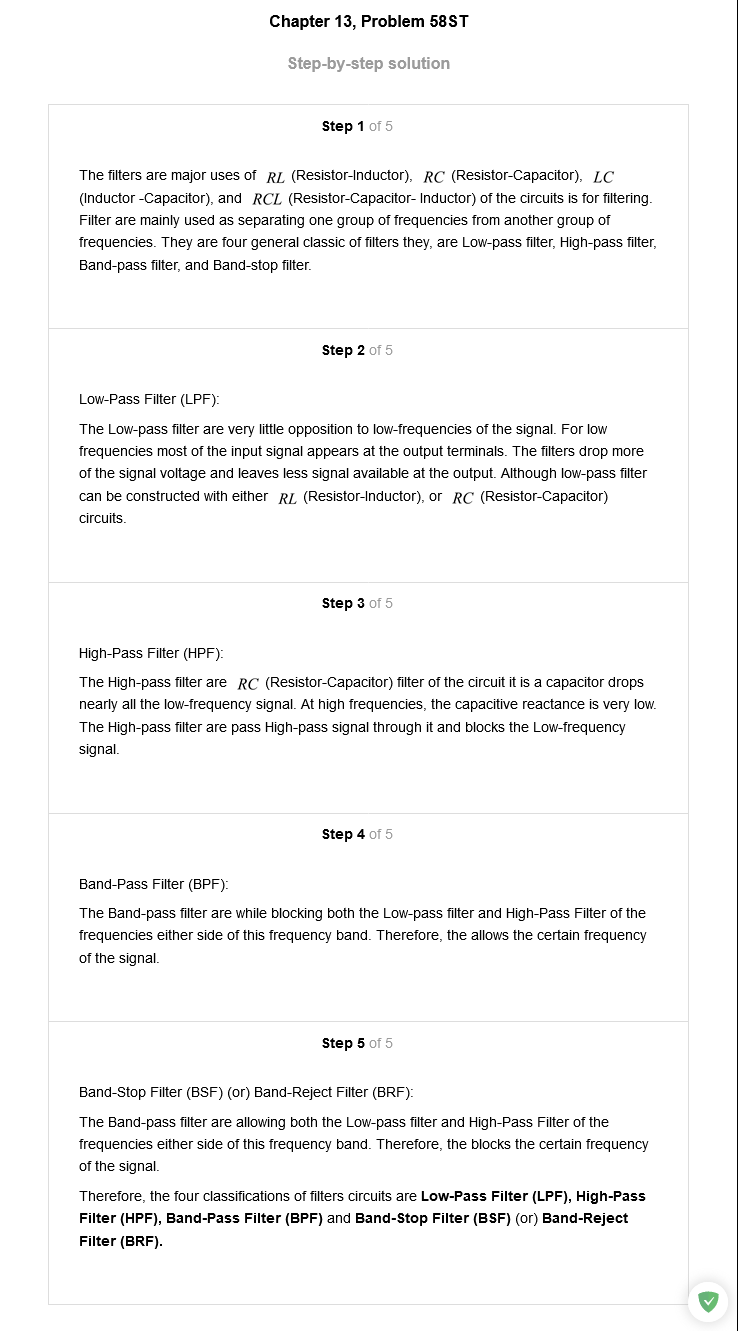 Chapter 13, Problem 58ST
Step-by-step solution
Step 1 of 5
The filters are major uses of RL (Resistor-Inductor), RC (Resistor-Capacitor), LC
(Inductor -Capacitor), and RCL (Resistor-Capacitor- Inductor) of the circuits is for filtering.
Filter are mainly used as separating one group of frequencies from another group of
frequencies. They are four general classic of filters they, are Low-pass filter, High-pass filter,
Band-pass filter, and Band-stop filter.
Step 2 of 5
Low-Pass Filter (LPF):
The Low-pass filter are very little opposition to low-frequencies of the signal. For low
frequencies most of the input signal appears at the output terminals. The filters drop more
of the signal voltage and leaves less signal available at the output. Although low-pass filter
can be constructed with either RL (Resistor-Inductor), or RC (Resistor-Capacitor)
circuits.
Step 3 of 5
High-Pass Filter (HPF):
The High-pass filter are RC (Resistor-Capacitor) filter of the circuit it is a capacitor drops
nearly all the low-frequency signal. At high frequencies, the capacitive reactance is very low.
The High-pass filter are pass High-pass signal through it and blocks the Low-frequency
signal.
Step 4 of 5
Band-Pass Filter (BPF):
The Band-pass filter are while blocking both the Low-pass filter and High-Pass Filter of the
frequencies either side of this frequency band. Therefore, the allows the certain frequency
of the signal.
Step 5 of 5
Band-Stop Filter (BSF) (or) Band-Reject Filter (BRF):
The Band-pass filter are allowing both the Low-pass filter and High-Pass Filter of the
frequencies either side of this frequency band. Therefore, the blocks the certain frequency
of the signal.
Therefore, the four classifications of filters circuits are Low-Pass Filter (LPF), High-Pass
Filter (HPF), Band-Pass Filter (BPF) and Band-Stop Filter (BSF) (or) Band-Reject
Filter (BRF).